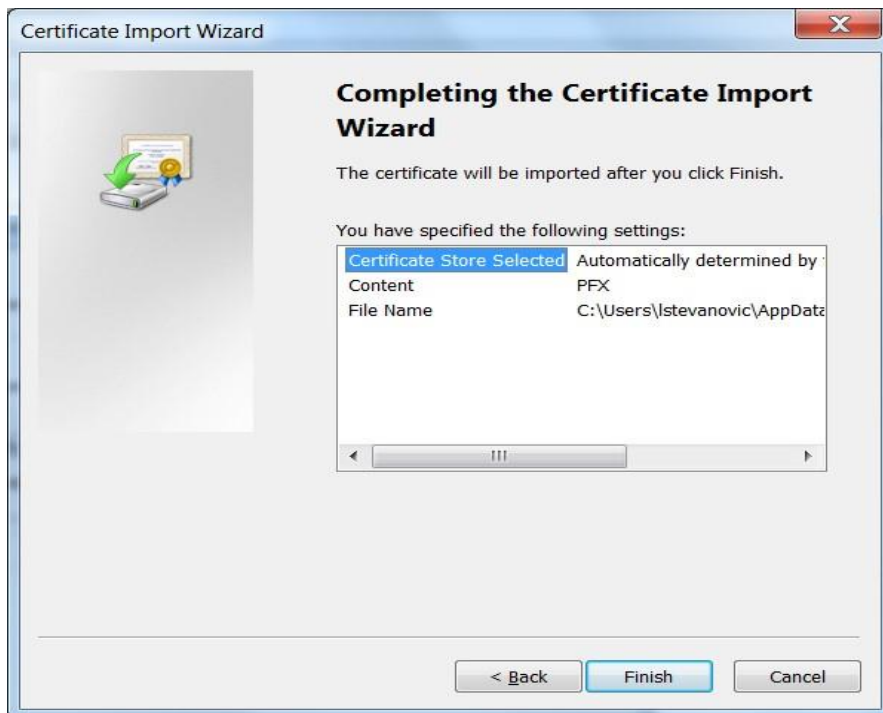 Certificate Import Wizard
Completing the Certificate Import
Wizard
The certificate will be imported after you click Finish.
You have specified the following settings:
Certificate Store Selected Automatically determined by
Content PFX
File Name C:\Users\lstevanovic\AppData
< Back Finish Cancel